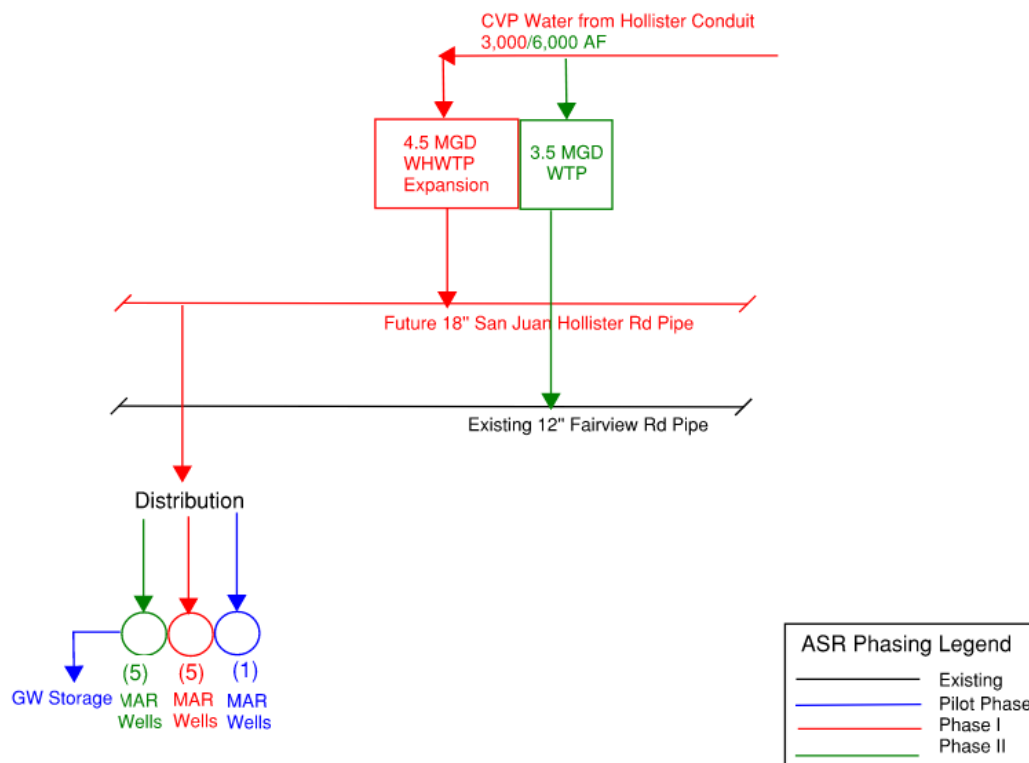 CVP Water from Hollister Conduit
3,000/6,000 AF
4.5 MGD
WHWTP
Expansion
3.5 MGD
WTP
Future 18" San Juan Hollister Rd Pipe
Existing 12" Fairview Rd Pipe
Distribution
(5)
MAR
Wells
(5)
MAR
Wells
(1)
MAR
Wells
GW Storage
ASR Phasing Legend
Existing
Pilot Phase
Phase I
Phase II